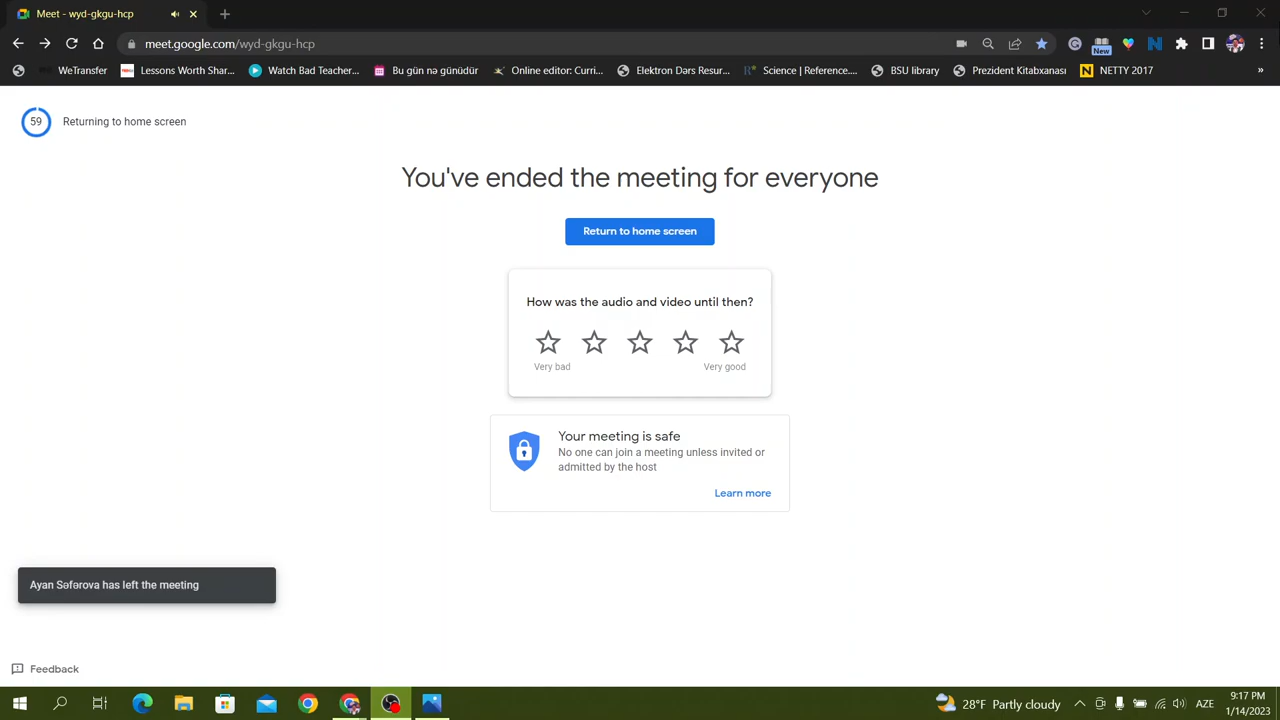 Meet - wyd-gkgu-hcp
meet.google.com/wyd-gkgu-hcp
New
WeTransfer
Lessons Worth Shar...
Watch Bad Teacher...
Bu gün nə günüdür
Online editor: Curri...
Elektron Dərs Resur...
Science | Reference....
BSU library
Prezident Kitabxanası
NETTY 2017
»
59
Returning to home screen
You've ended the meeting for everyone
Return to home screen
How was the audio and video until then?
Very bad
Very good
Your meeting is safe
No one can join a meeting unless invited or
admitted by the host
Learn more
Ayan Səfərova has left the meeting
Feedback
28°F Partly cloudy
AZE
9:17 PM
1/14/2023